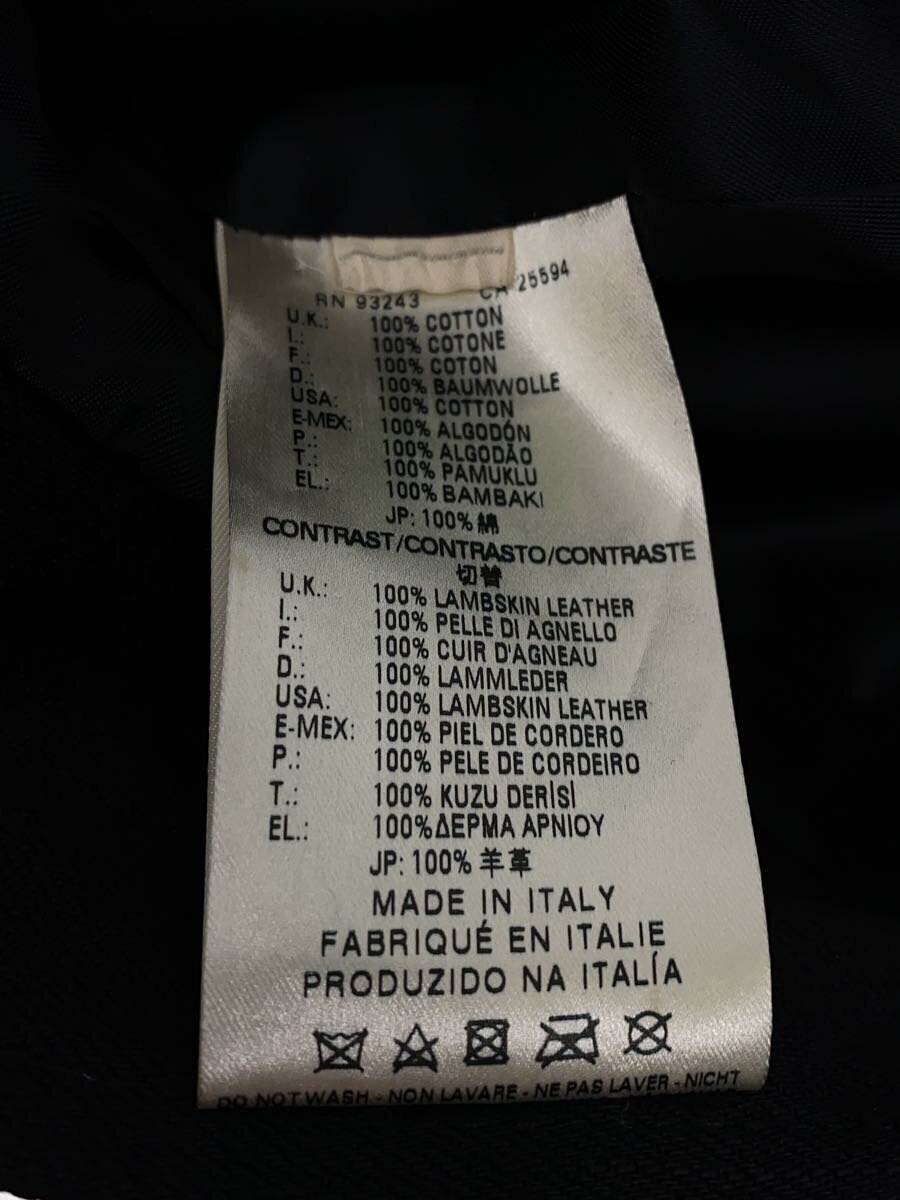 RN 93243 CA 25594
U.K.: 100% COTTON
I.: 100% COTONE
F.: 100% COTON
D.: 100% BAUMWOLLE
USA: 100% COTTON
E-MEX: 100% ALGODÓN
P.: 100% ALGODÃO
T.: 100% PAMUKLU
EL.: 100% BAMBAKI
JP: 100% 綿
CONTRAST/CONTRASTO/CONTRASTE
切替
U.K.: 100% LAMBSKIN LEATHER
I.: 100% PELLE DI AGNELLO
F.: 100% CUIR D'AGNEAU
D.: 100% LAMMLEDER
USA: 100% LAMBSKIN LEATHER
E-MEX: 100% PIEL DE CORDERO
P.: 100% PELE DE CORDEIRO
T.: 100% KUZU DERİSİ
EL.: 100%ΔΕΡΜΑ ΑΡΝΙΟΥ
JP: 100% 羊革
MADE IN ITALY
FABRIQUÉ EN ITALIE
PRODUZIDO NA ITALÍA
DO NOT WASH - NON LAVARE - NE PAS LAVER - NICHT